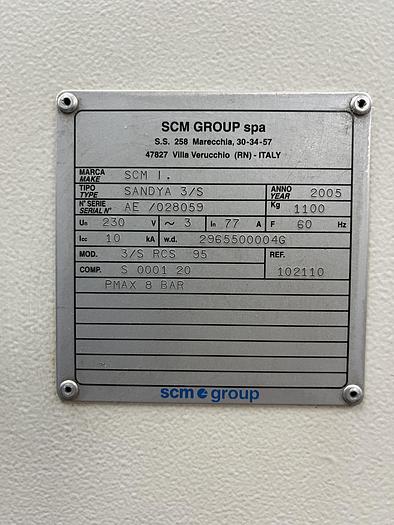 SCM GROUP spa
S.S. 258 Marecchia, 30-34-57
47827 Villa Verucchio (RN) - ITALY
MARCA MAKE SCM I.
TIPO TYPE SANDYA 3/S ANNO YEAR 2005
N° SERIE SERIAL N° AE /028059 Kg 1100
Un 230 V ~ 3 In 77 A F 60 Hz
Icc 10 kA w.d. 2965500004G
MOD. 3/S RCS 95 REF.
COMP. S 0001 20 102110
PMAX 8 BAR
scm group